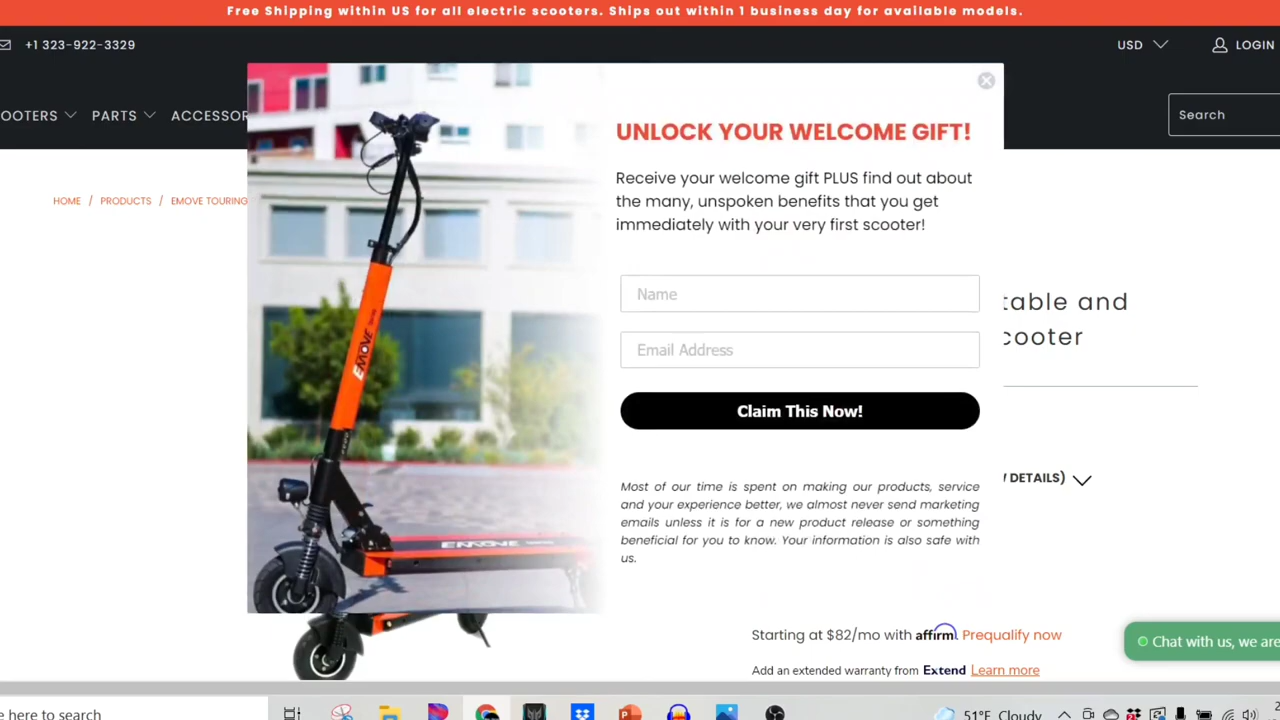 Free Shipping within US for all electric scooters. Ships out within 1 business day for available models.
+1 323-922-3329
USD
LOGIN
OOTERS
PARTS
ACCESSOR
Search
HOME / PRODUCTS / EMOVE TOURING
UNLOCK YOUR WELCOME GIFT!
Receive your welcome gift PLUS find out about
the many, unspoken benefits that you get
immediately with your very first scooter!
Name
Email Address
Claim This Now!
Most of our time is spent on making our products, service
and your experience better, we almost never send marketing
emails unless it is for a new product release or something
beneficial for you to know. Your information is also safe with
us.
EMOVE
EMOVE
table and
cooter
DETAILS)
Starting at $82/mo with affirm. Prequalify now
Add an extended warranty from Extend Learn more
Chat with us, we are
e here to search
51°F Cloudy